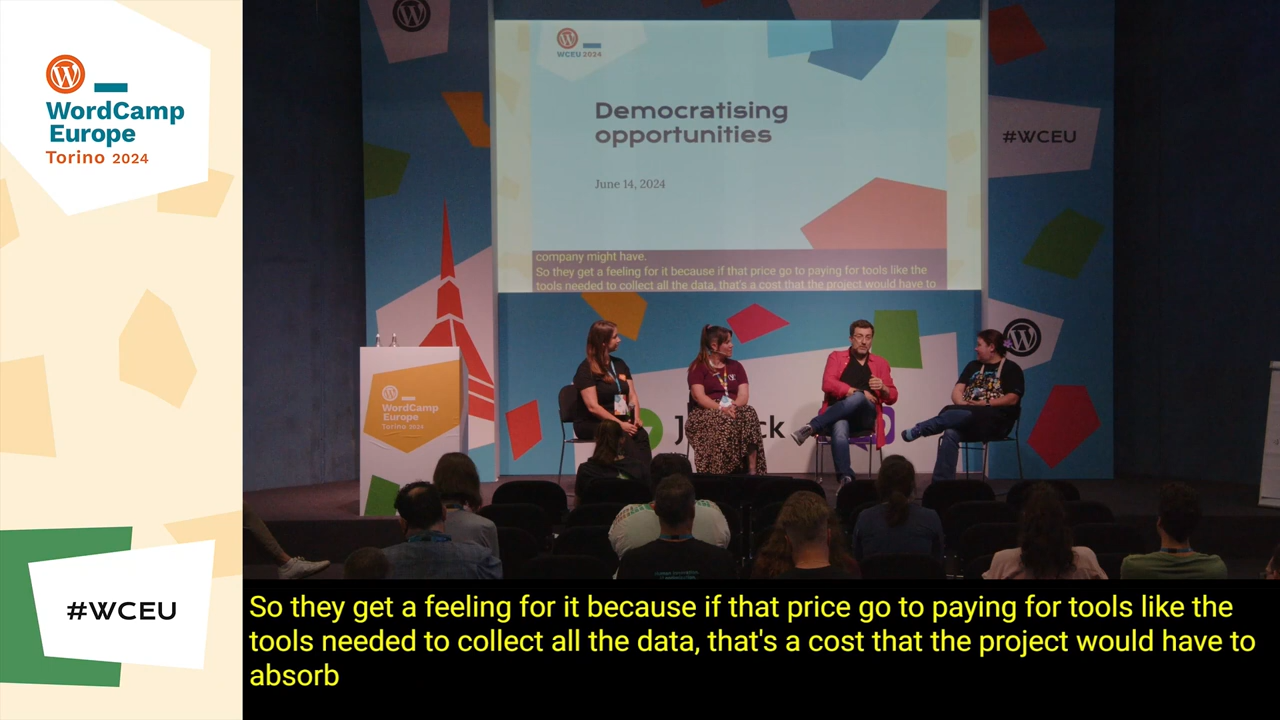 WordCamp
Europe
Torino 2024
#WCEU
WCEU 2024
Democratising
opportunities
June 14, 2024
company might have.
So they get a feeling for it because if that price go to paying for tools like the
tools needed to collect all the data, that's a cost that the project would have to
#WCEU
WordCamp
Europe
Torino 2024
So they get a feeling for it because if that price go to paying for tools like the
tools needed to collect all the data, that's a cost that the project would have to
absorb